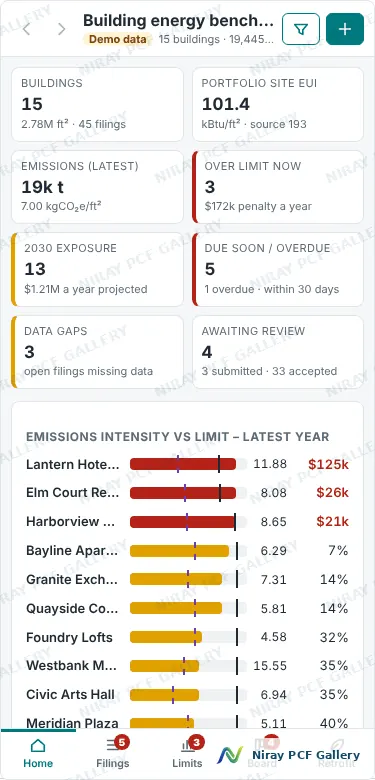 Building energy bench...
Demo data 15 buildings · 19,445...
BUILDINGS
15
2.78M ft² · 45 filings
PORTFOLIO SITE EUI
101.4
kBtu/ft² · source 193
EMISSIONS (LATEST)
19k t
7.00 kgCO₂e/ft²
OVER LIMIT NOW
3
$172k penalty a year
2030 EXPOSURE
13
$1.21M a year projected
DUE SOON / OVERDUE
5
1 overdue · within 30 days
DATA GAPS
3
open filings missing data
AWAITING REVIEW
4
3 submitted · 33 accepted
EMISSIONS INTENSITY VS LIMIT – LATEST YEAR
Lantern Hote... 11.88 $125k
Elm Court Re... 8.08 $26k
Harborview ... 8.65 $21k
Bayline Apar... 6.29 7%
Granite Exch... 7.31 14%
Quayside Co... 5.81 14%
Foundry Lofts 4.58 32%
Westbank M... 15.55 35%
Civic Arts Hall 6.94 35%
Meridian Plaza 5.11 40%
5 3 4
Home Filings Limits Board Retrofit
Niray PCF Gallery
NIRAY PCF GALLERY